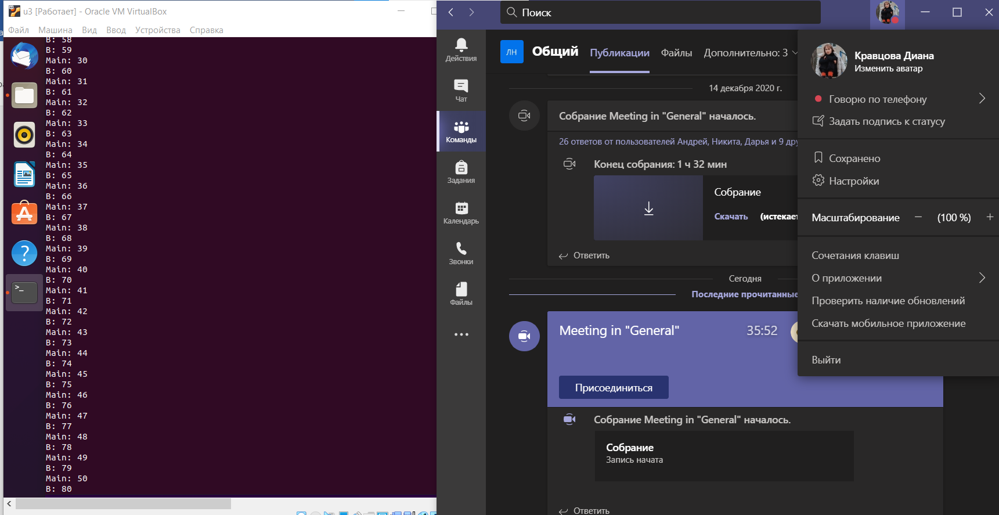 u3 [Работает] - Oracle VM VirtualBox
Файл Машина Вид Ввод Устройства Справка
B: 58
B: 59
Main: 30
B: 60
Main: 31
B: 61
Main: 32
B: 62
Main: 33
B: 63
Main: 34
B: 64
Main: 35
B: 65
Main: 36
B: 66
Main: 37
B: 67
Main: 38
B: 68
Main: 39
B: 69
Main: 40
B: 70
Main: 41
B: 71
Main: 42
B: 72
Main: 43
B: 73
Main: 44
B: 74
Main: 45
B: 75
Main: 46
B: 76
Main: 47
B: 77
Main: 48
B: 78
Main: 49
B: 79
Main: 50
B: 80
Поиск
Действия
Чат
Команды
Задания
Календарь
Звонки
Файлы
ЛН
Общий Публикации Файлы Дополнительно: 3
14 декабря 2020 г.
Собрание Meeting in "General" началось.
26 ответов от пользователей Андрей, Никита, Дарья и 9 дру
Конец собрания: 1 ч 32 мин
Собрание
Скачать (истекает
Ответить
Сегодня
Последние прочитанные
Meeting in "General" 35:52
Присоединиться
Собрание Meeting in "General" началось.
Собрание
Запись начата
Ответить
Кравцова Диана
Изменить аватар
Говорю по телефону
Задать подпись к статусу
Сохранено
Настройки
Масштабирование − (100 %) +
Сочетания клавиш
О приложении
Проверить наличие обновлений
Скачать мобильное приложение
Выйти